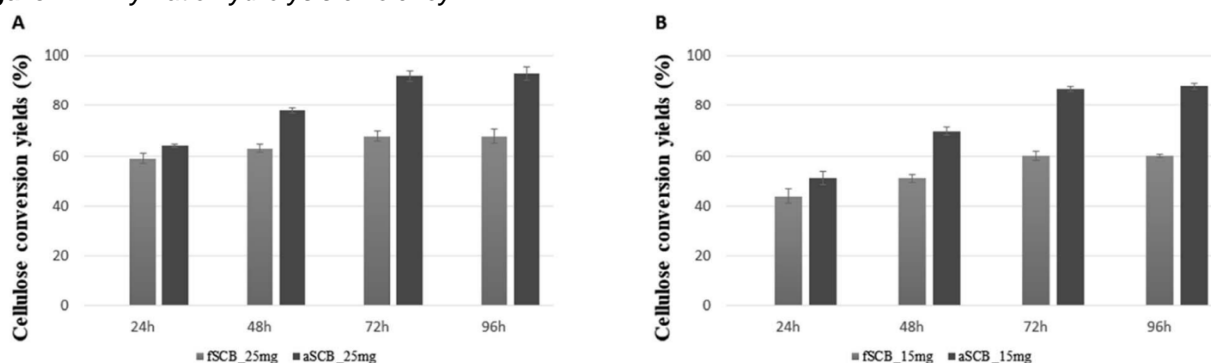 A
Cellulose conversion yields (%)
100
80
60
40
20
0
24h 48h 72h 96h
fSCB_25mg aSCB_25mg
B
Cellulose conversion yields (%)
100
80
60
40
20
0
24h 48h 72h 96h
fSCB_15mg aSCB_15mg